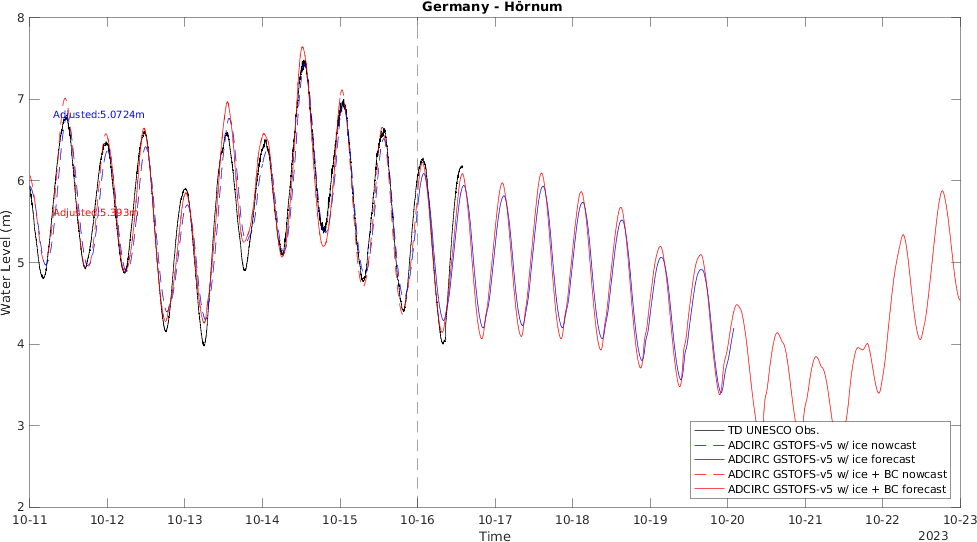 Germany - Hörnum
8
7
6
5
4
3
2
Water Level (m)
Adjusted:5.0724m
Adjusted:5.393m
TD UNESCO Obs.
ADCIRC GSTOFS-v5 w/ ice nowcast
ADCIRC GSTOFS-v5 w/ ice forecast
ADCIRC GSTOFS-v5 w/ ice + BC nowcast
ADCIRC GSTOFS-v5 w/ ice + BC forecast
10-11 10-12 10-13 10-14 10-15 10-16 10-17 10-18 10-19 10-20 10-21 10-22 10-23
Time
2023